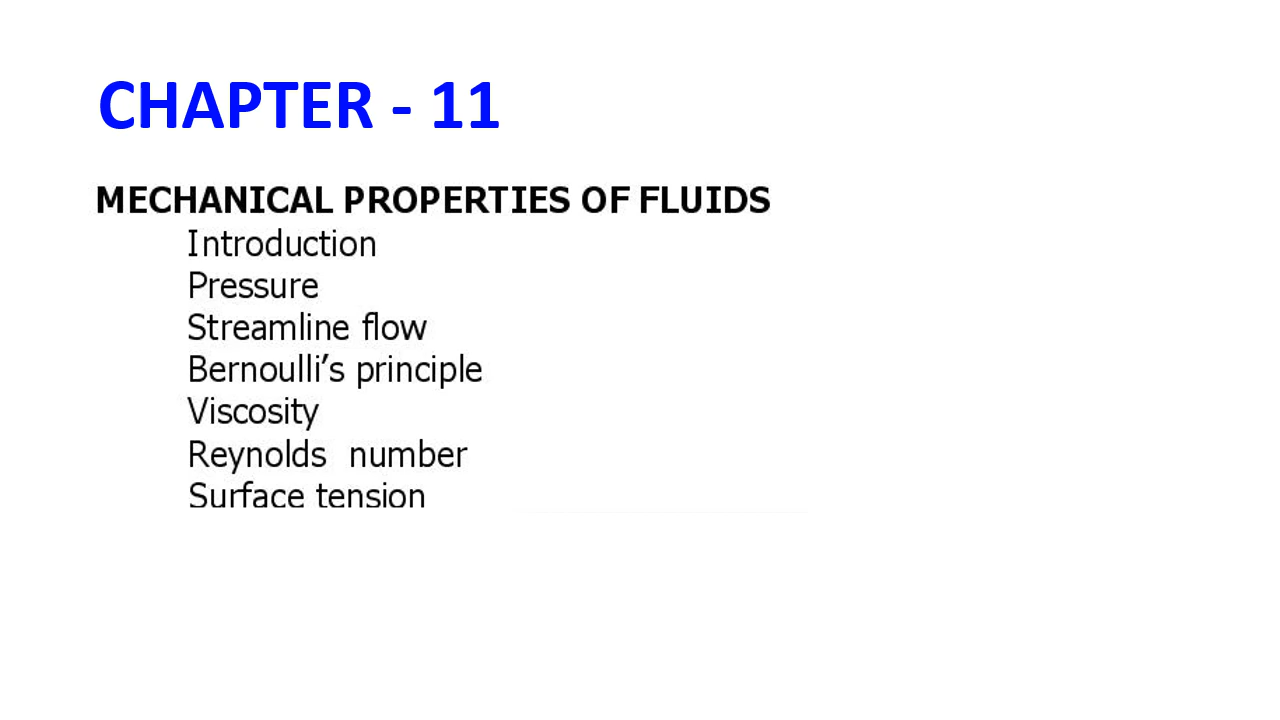 CHAPTER - 11
MECHANICAL PROPERTIES OF FLUIDS
Introduction
Pressure
Streamline flow
Bernoulli’s principle
Viscosity
Reynolds number
Surface tension